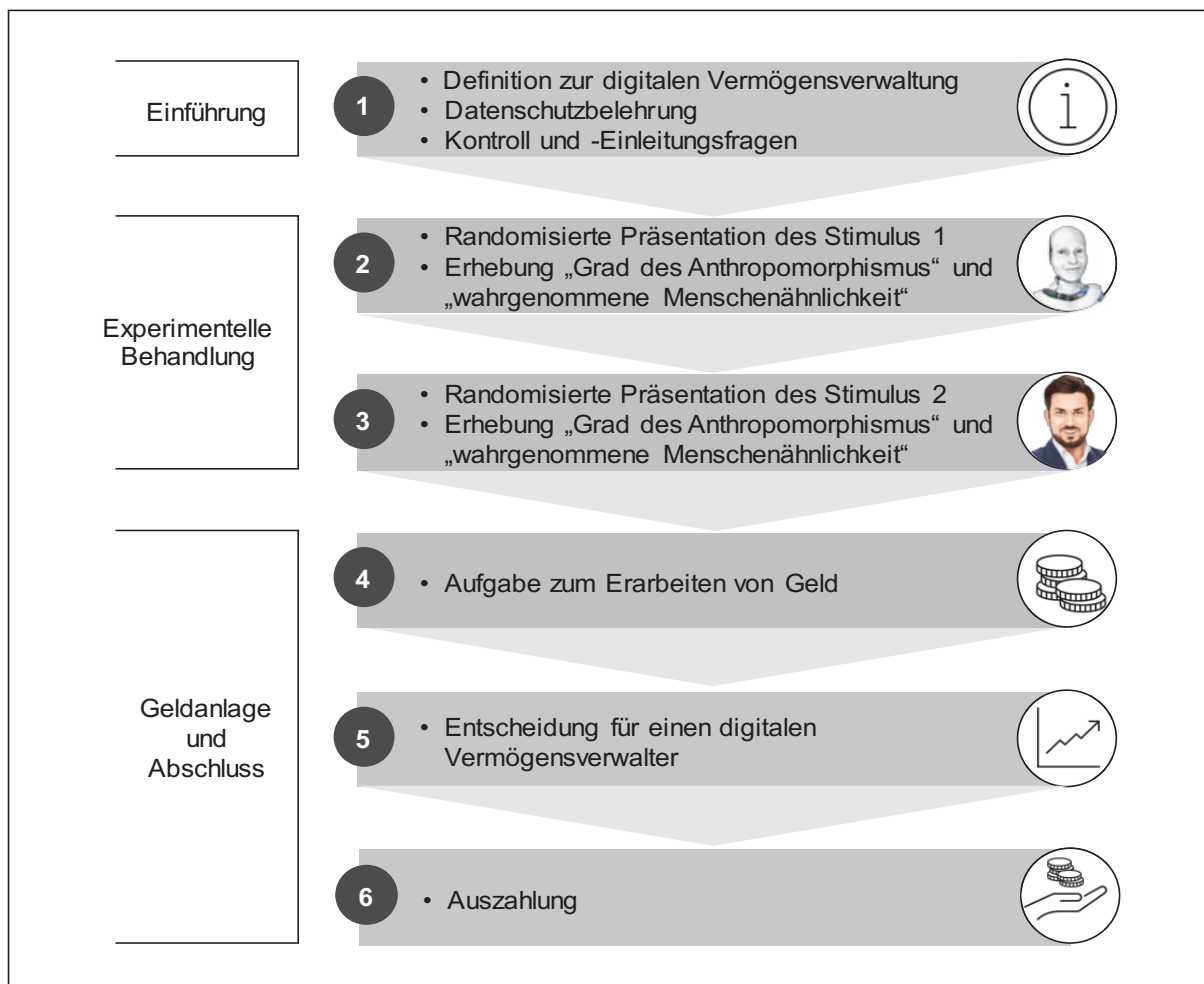 Einführung
1
• Definition zur digitalen Vermögensverwaltung
• Datenschutzbelehrung
• Kontroll und -Einleitungsfragen
Experimentelle
Behandlung
2
• Randomisierte Präsentation des Stimulus 1
• Erhebung „Grad des Anthropomorphismus“ und
„wahrgenommene Menschenähnlichkeit“
3
• Randomisierte Präsentation des Stimulus 2
• Erhebung „Grad des Anthropomorphismus“ und
„wahrgenommene Menschenähnlichkeit“
Geldanlage
und
Abschluss
4
• Aufgabe zum Erarbeiten von Geld
5
• Entscheidung für einen digitalen
Vermögensverwalter
6
• Auszahlung